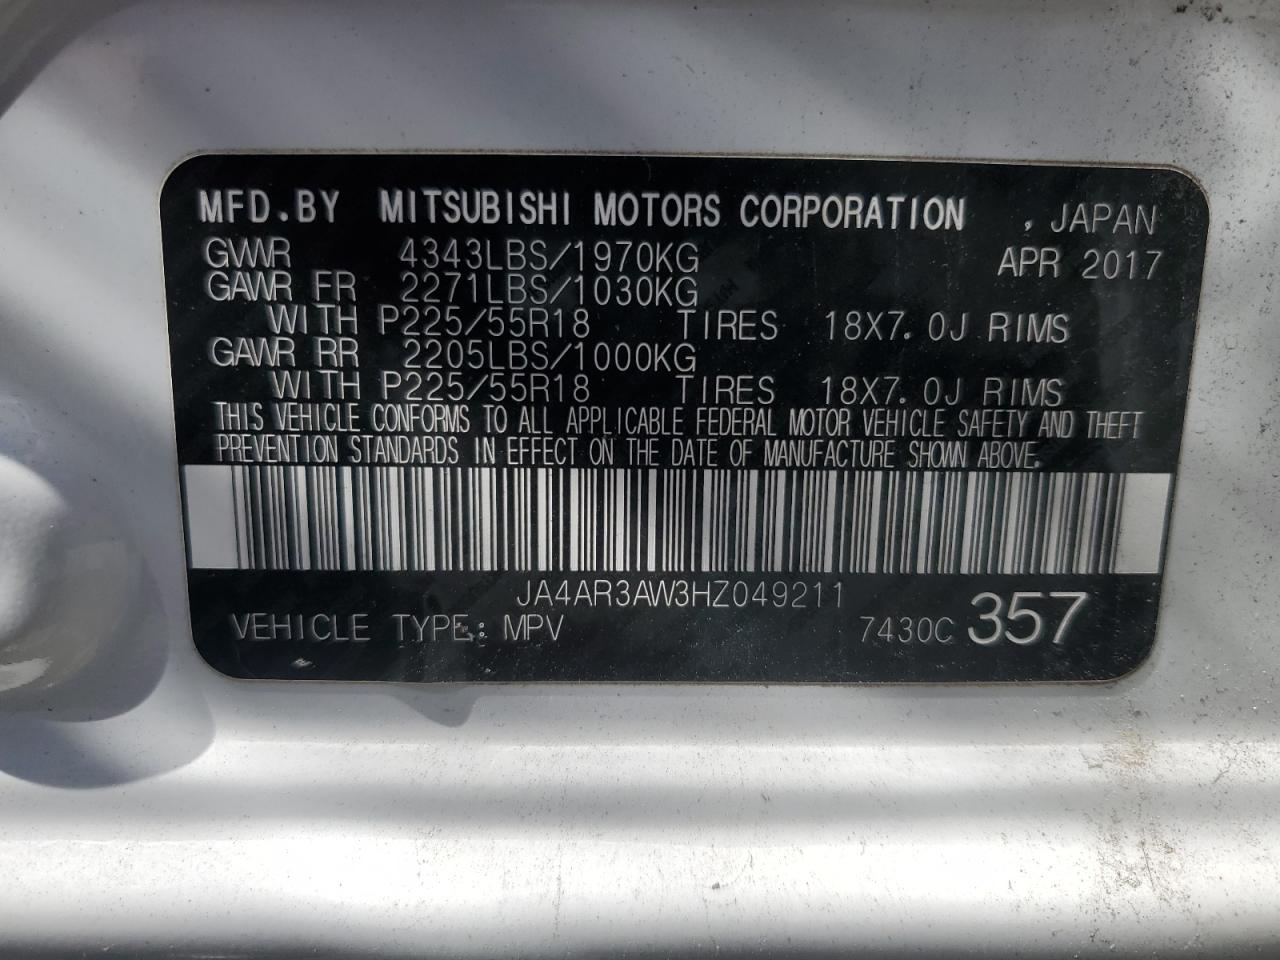 MFD.BY MITSUBISHI MOTORS CORPORATION , JAPAN
GVWR 4343LBS/1970KG APR 2017
GAWR FR 2271LBS/1030KG
WITH P225/55R18 TIRES 18X7.0J RIMS
GAWR RR 2205LBS/1000KG
WITH P225/55R18 TIRES 18X7.0J RIMS
THIS VEHICLE CONFORMS TO ALL APPLICABLE FEDERAL MOTOR VEHICLE SAFETY AND THEFT
PREVENTION STANDARDS IN EFFECT ON THE DATE OF MANUFACTURE SHOWN ABOVE.
JA4AR3AW3HZ049211
VEHICLE TYPE: MPV 7430C 357